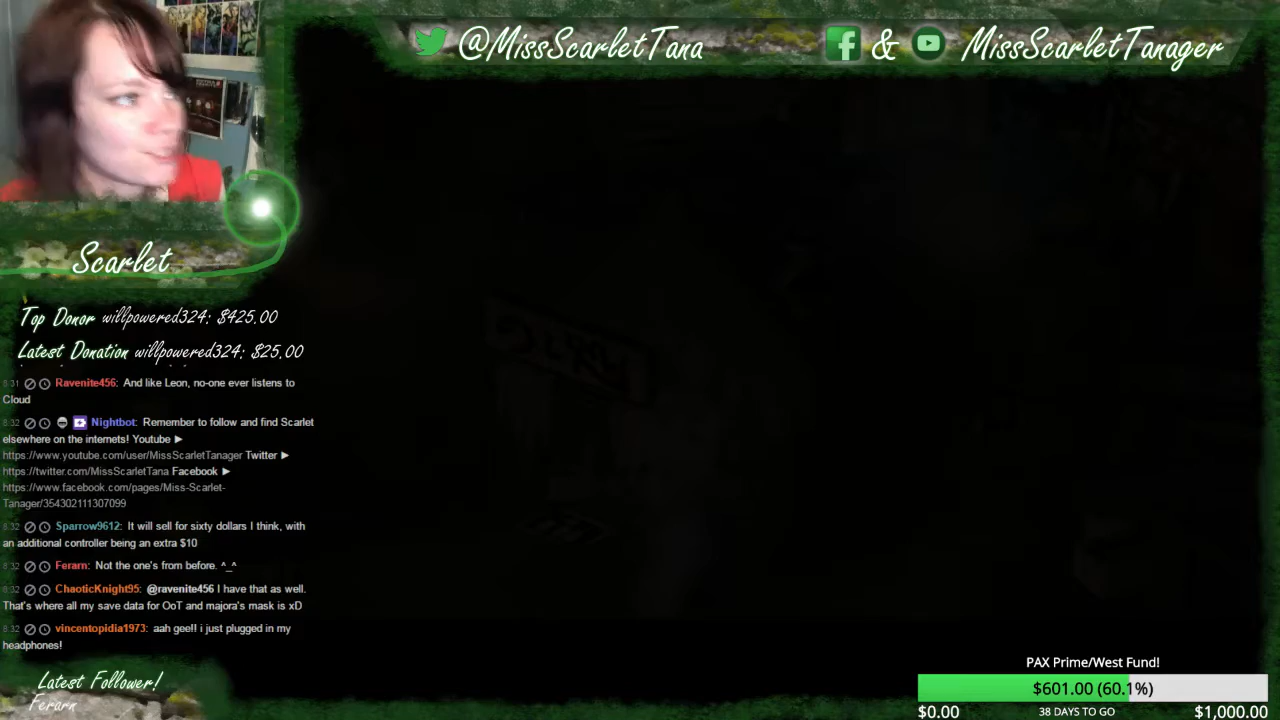 @MissScarletTana & MissScarletTanager
Scarlet
Top Donor willpowered324: $425.00
Latest Donation willpowered324: $25.00
8:31 Ravenite456: And like Leon, no-one ever listens to
Cloud
8:32 Nightbot: Remember to follow and find Scarlet
elsewhere on the internets! Youtube ►
https://www.youtube.com/user/MissScarletTanager Twitter ►
https://twitter.com/MissScarletTana Facebook ►
https://www.facebook.com/pages/Miss-Scarlet-
Tanager/354302111307099
8:32 Sparrow9612: It will sell for sixty dollars I think, with
an additional controller being an extra $10
8:32 Ferarn: Not the one's from before. ^_^
8:32 ChaoticKnight95: @ravenite456 I have that as well.
That's where all my save data for OoT and majora's mask is xD
8:32 vincentopidia1973: aah gee!! i just plugged in my
headphones!
Latest Follower!
Ferarn
PAX Prime/West Fund!
$601.00 (60.1%)
$0.00 38 DAYS TO GO $1,000.00